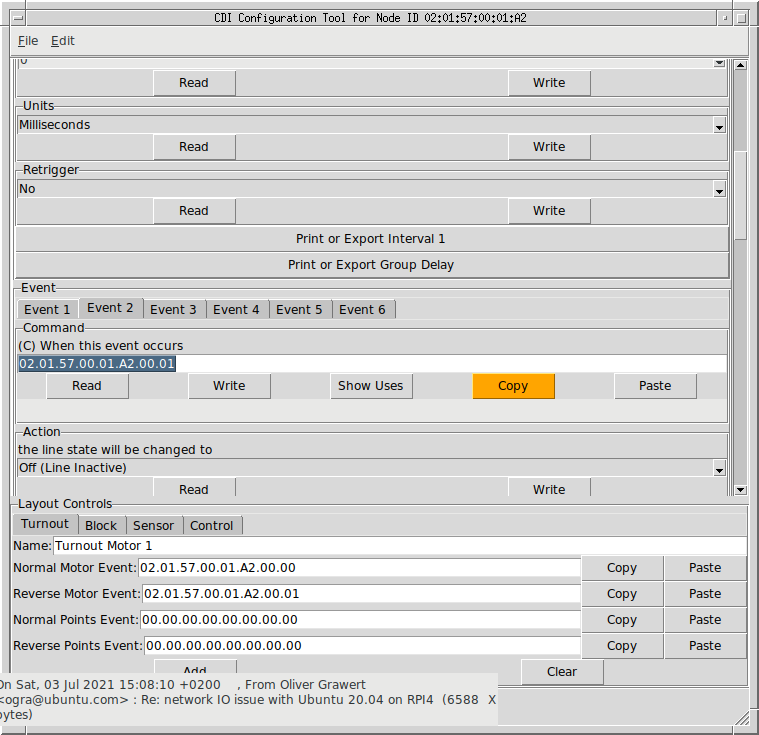 CDI Configuration Tool for Node ID 02:01:57:00:01:A2
File Edit
0
Read Write
Units
Milliseconds
Read Write
Retrigger
No
Read Write
Print or Export Interval 1
Print or Export Group Delay
Event
Event 1 Event 2 Event 3 Event 4 Event 5 Event 6
Command
(C) When this event occurs
02.01.57.00.01.A2.00.01
Read Write Show Uses Copy Paste
Action
the line state will be changed to
Off (Line Inactive)
Read Write
Layout Controls
Turnout Block Sensor Control
Name: Turnout Motor 1
Normal Motor Event: 02.01.57.00.01.A2.00.00 Copy Paste
Reverse Motor Event: 02.01.57.00.01.A2.00.01 Copy Paste
Normal Points Event: 00.00.00.00.00.00.00.00 Copy Paste
Reverse Points Event: 00.00.00.00.00.00.00.00 Copy Paste
Add Clear
On Sat, 03 Jul 2021 15:08:10 +0200 , From Oliver Grawert
<ogra@ubuntu.com> : Re: network IO issue with Ubuntu 20.04 on RPI4 (6588 X
bytes)